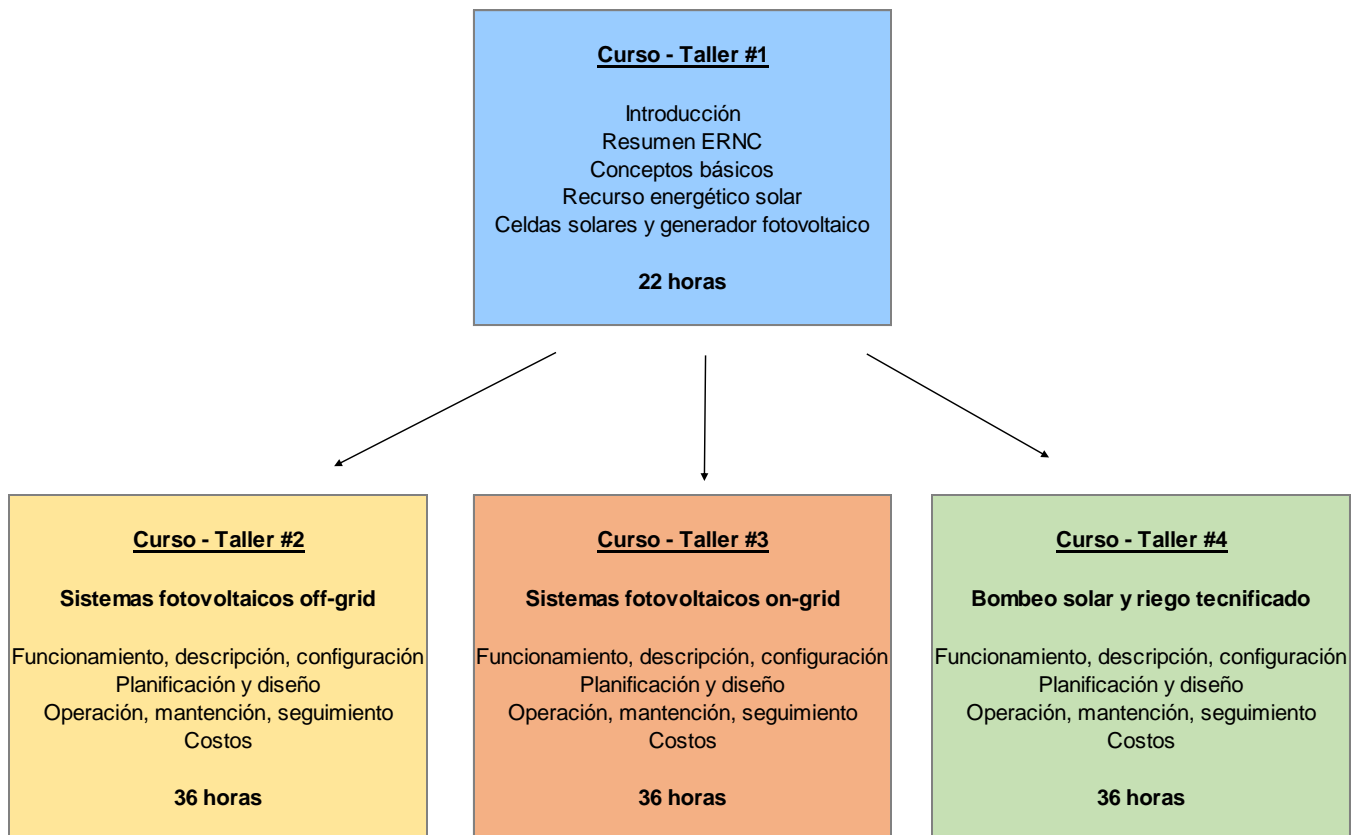 Curso - Taller #1
Introducción
Resumen ERNC
Conceptos básicos
Recurso energético solar
Celdas solares y generador fotovoltaico
22 horas
Curso - Taller #2
Sistemas fotovoltaicos off-grid
Funcionamiento, descripción, configuración
Planificación y diseño
Operación, mantención, seguimiento
Costos
36 horas
Curso - Taller #3
Sistemas fotovoltaicos on-grid
Funcionamiento, descripción, configuración
Planificación y diseño
Operación, mantención, seguimiento
Costos
36 horas
Curso - Taller #4
Bombeo solar y riego tecnificado
Funcionamiento, descripción, configuración
Planificación y diseño
Operación, mantención, seguimiento
Costos
36 horas